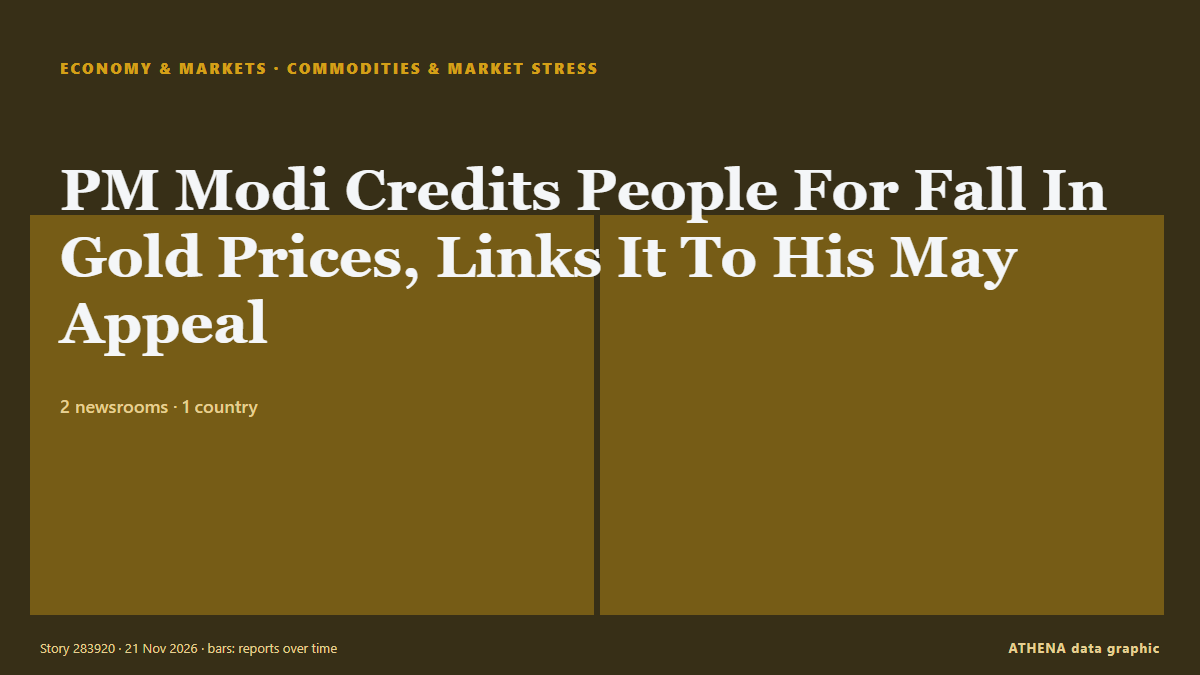 ECONOMY & MARKETS · COMMODITIES & MARKET STRESS
PM Modi Credits People For Fall In
Gold Prices, Links It To His May
Appeal
2 newsrooms · 1 country
Story 283920 · 21 Nov 2026 · bars: reports over time
ATHENA data graphic